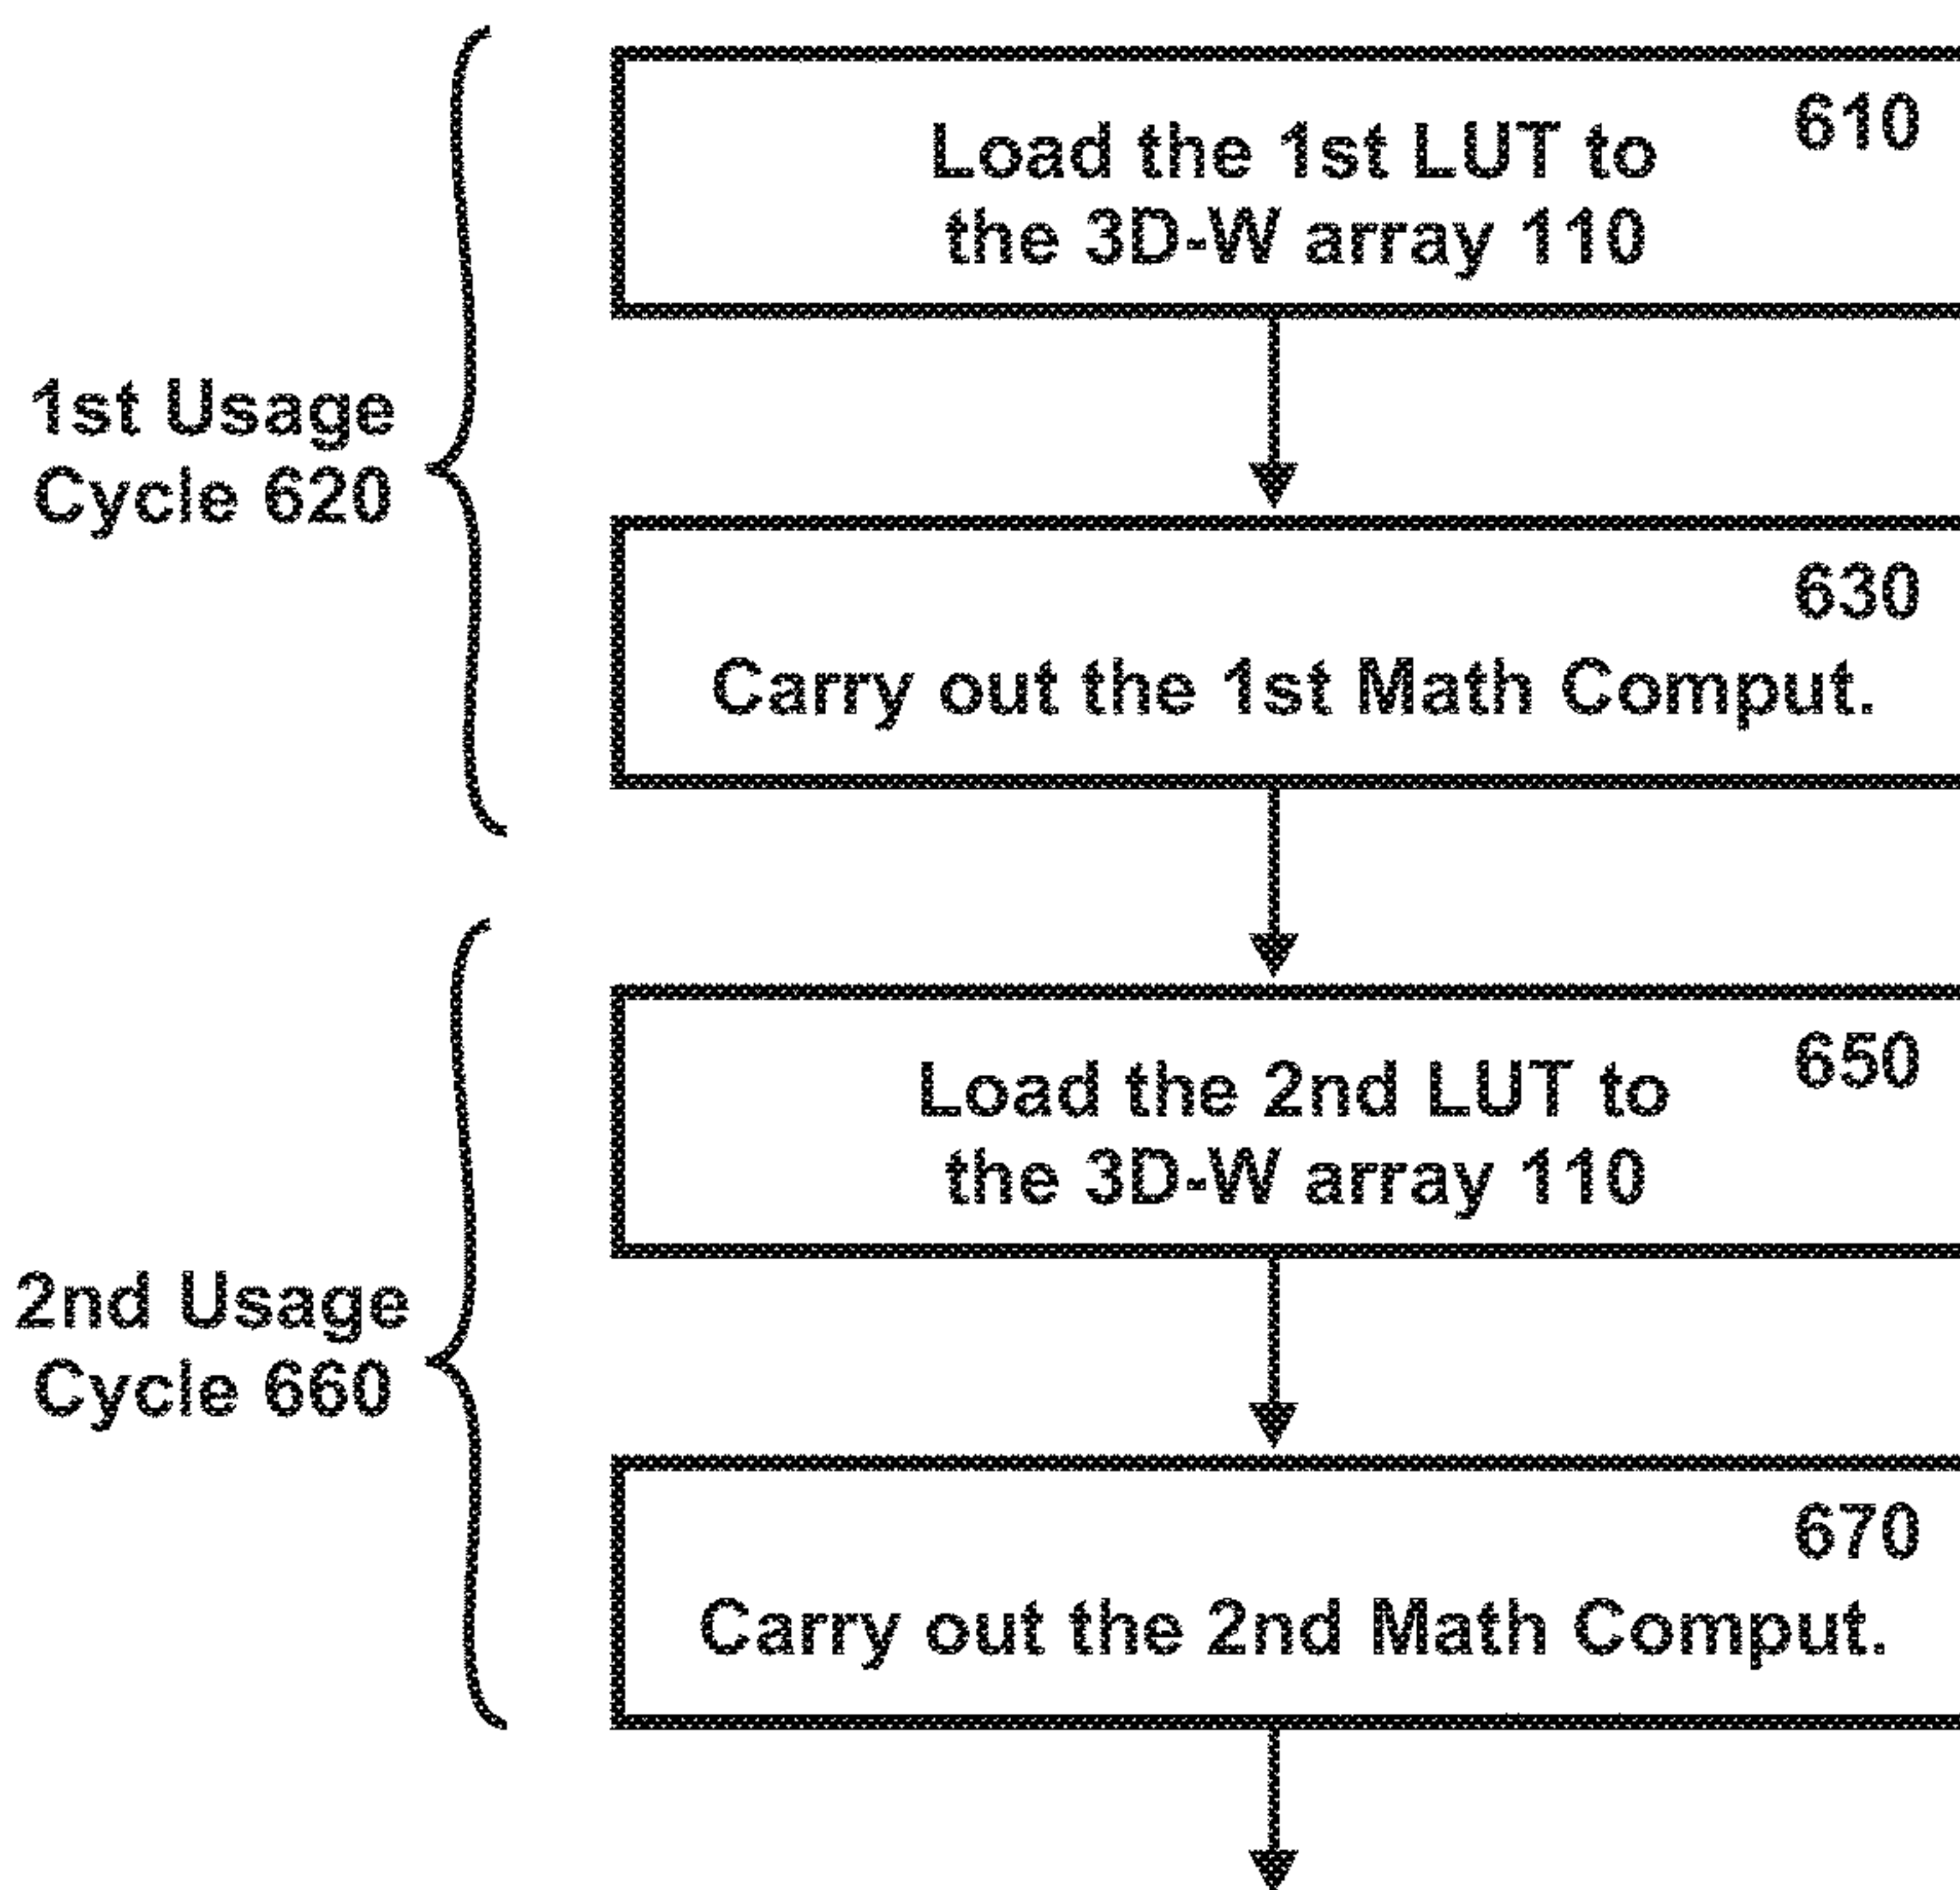 610
Load the 1st LUT to
the 3D-W array 110
1st Usage
Cycle 620
630
Carry out the 1st Math Comput.
650
Load the 2nd LUT to
the 3D-W array 110
2nd Usage
Cycle 660
670
Carry out the 2nd Math Comput.